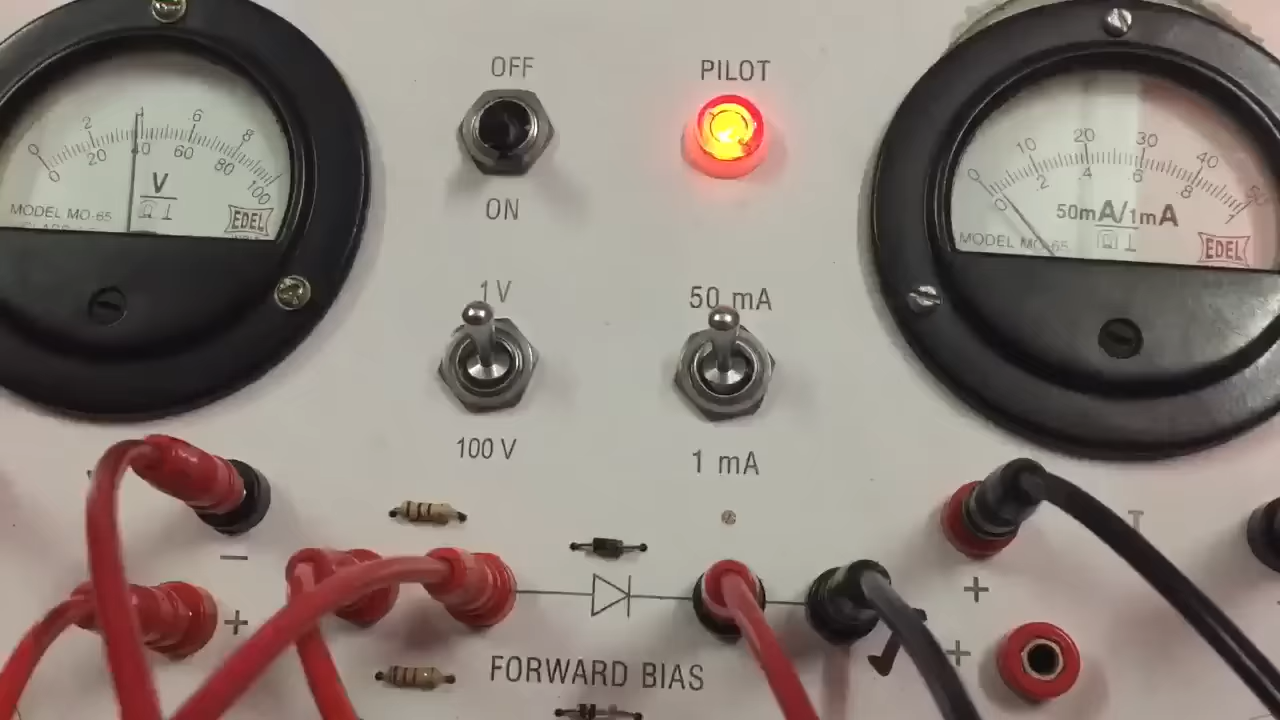 OFF
PILOT
ON
0 .2 .4 .6 .8
0 20 40 60 80 100
V
MODEL MO-65
EDEL
0 10 20 30 40 50
0 .2 .4 .6 .8 1
50mA/1mA
MODEL MO-65
EDEL
1V
50 mA
100 V
1 mA
−
+
+
+
FORWARD BIAS